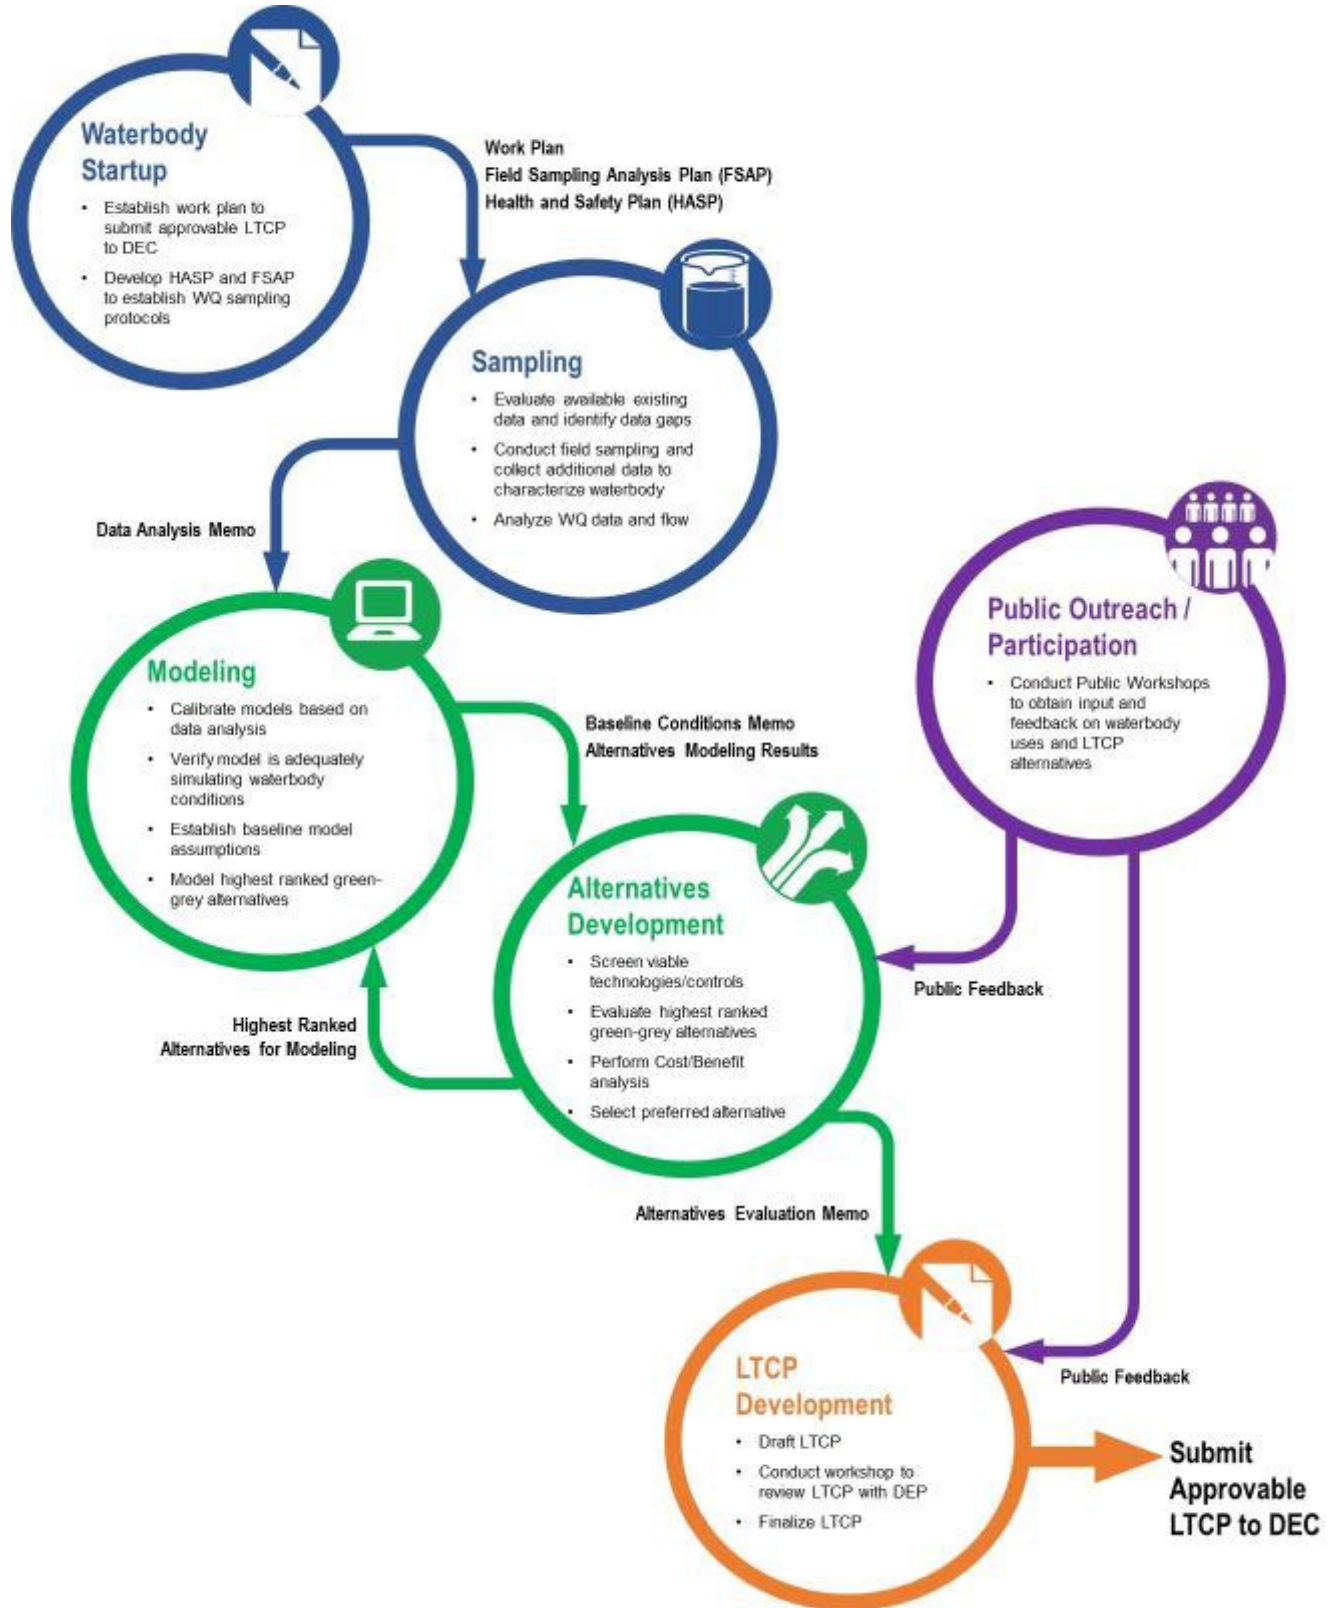 Waterbody
Startup
• Establish work plan to
submit approvable LTCP
to DEC
• Develop HASP and FSAP
to establish WQ sampling
protocols
Work Plan
Field Sampling Analysis Plan (FSAP)
Health and Safety Plan (HASP)
Sampling
• Evaluate available existing
data and identify data gaps
• Conduct field sampling and
collect additional data to
characterize waterbody
• Analyze WQ data and flow
Data Analysis Memo
Modeling
• Calibrate models based on
data analysis
• Verify model is adequately
simulating waterbody
conditions
• Establish baseline model
assumptions
• Model highest ranked green-
grey alternatives
Baseline Conditions Memo
Alternatives Modeling Results
Public Outreach /
Participation
• Conduct Public Workshops
to obtain input and
feedback on waterbody
uses and LTCP
alternatives
Alternatives
Development
• Screen viable
technologies/controls
• Evaluate highest ranked
green-grey alternatives
• Perform Cost/Benefit
analysis
• Select preferred alternative
Public Feedback
Highest Ranked
Alternatives for Modeling
Alternatives Evaluation Memo
LTCP
Development
• Draft LTCP
• Conduct workshop to
review LTCP with DEP
• Finalize LTCP
Public Feedback
Submit
Approvable
LTCP to DEC